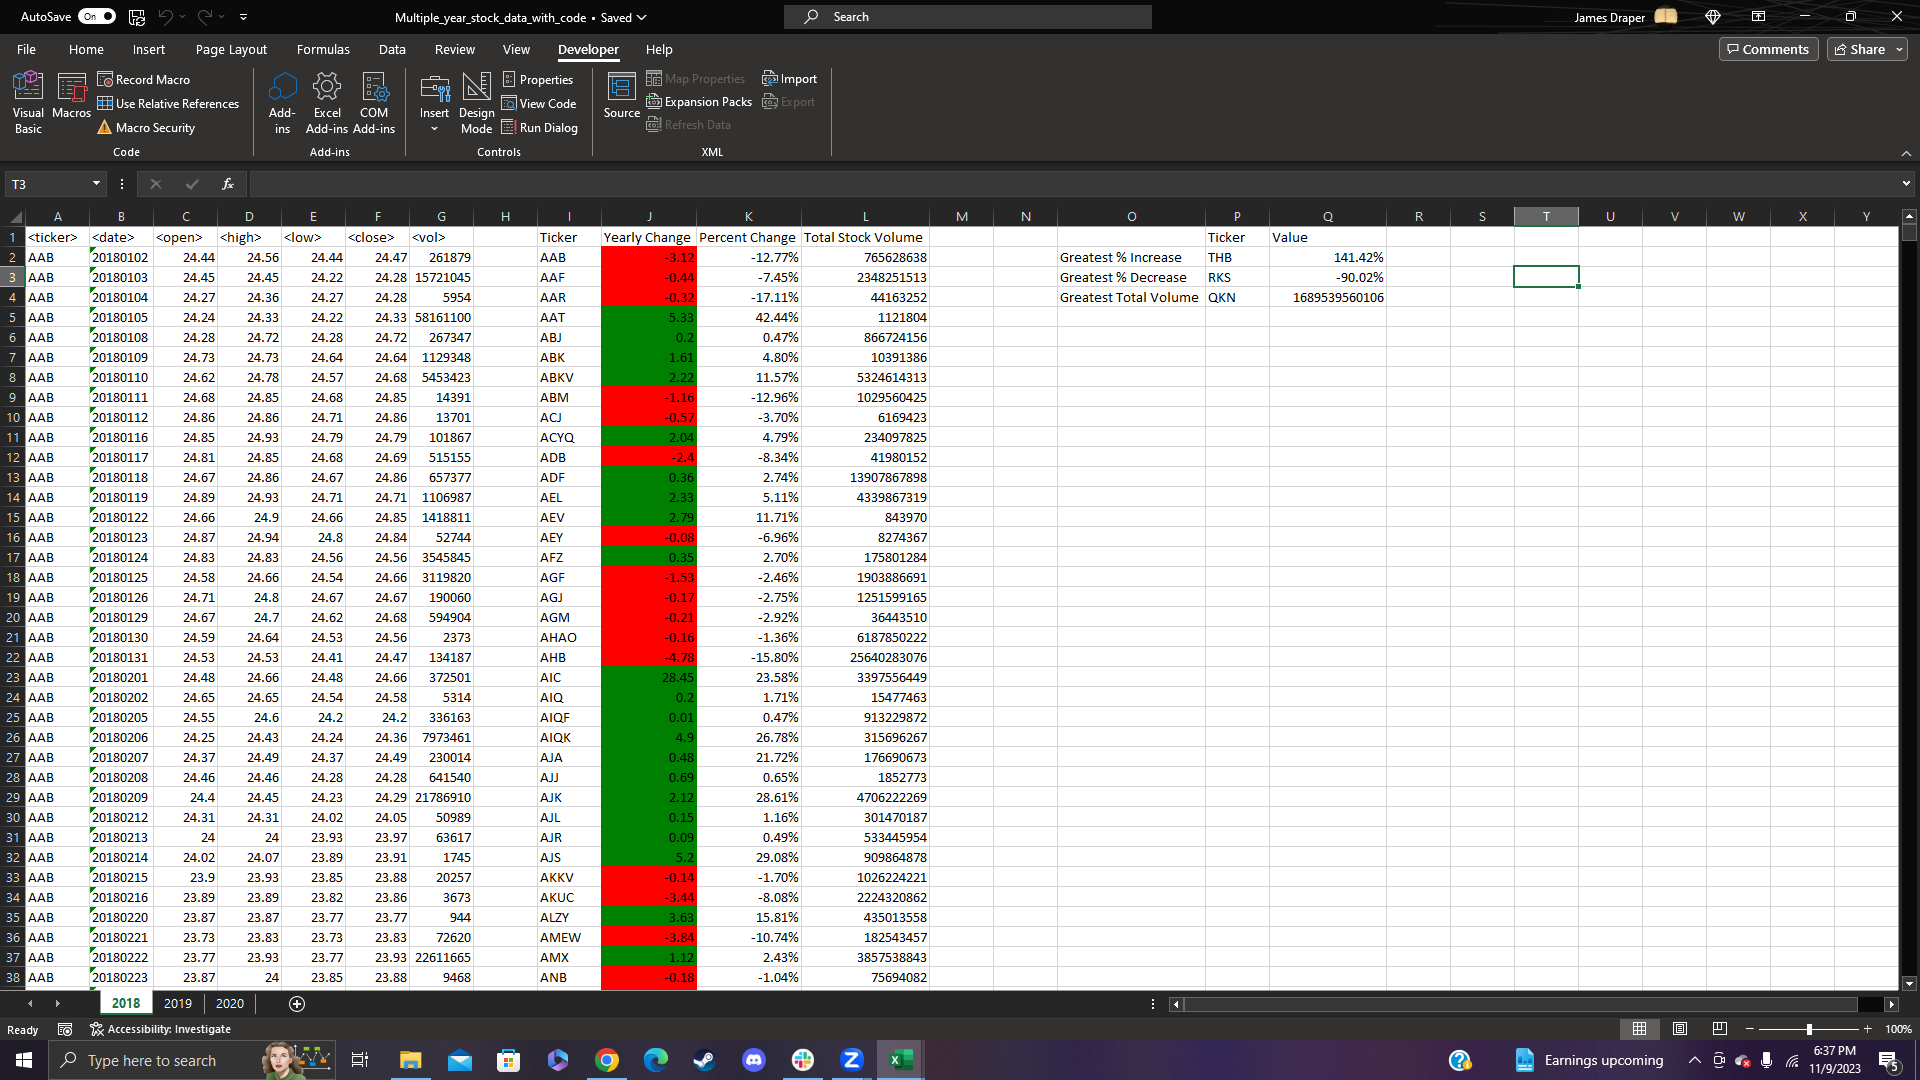 AutoSave On Multiple_year_stock_data_with_code • Saved Search James Draper
File Home Insert Page Layout Formulas Data Review View Developer Help Comments Share
Visual Basic Macros Record Macro Use Relative References Macro Security Code
Add-ins Excel Add-ins COM Add-ins Add-ins
Insert Design Mode Properties View Code Run Dialog Controls
Source Map Properties Expansion Packs Refresh Data Import Export XML
T3 fx
A B C D E F G H I J K L M N O P Q R S T U V W X Y
1 <ticker> <date> <open> <high> <low> <close> <vol> Ticker Yearly Change Percent Change Total Stock Volume Ticker Value
2 AAB 20180102 24.44 24.56 24.44 24.47 261879 AAB -3.12 -12.77% 765628638 Greatest % Increase THB 141.42%
3 AAB 20180103 24.45 24.45 24.22 24.28 15721045 AAF -0.44 -7.45% 2348251513 Greatest % Decrease RKS -90.02%
4 AAB 20180104 24.27 24.36 24.27 24.28 5954 AAR -0.32 -17.11% 44163252 Greatest Total Volume QKN 1689539560106
5 AAB 20180105 24.24 24.33 24.22 24.33 58161100 AAT 5.33 42.44% 1121804
6 AAB 20180108 24.28 24.72 24.28 24.72 267347 ABJ 0.2 0.47% 866724156
7 AAB 20180109 24.73 24.73 24.64 24.64 1129348 ABK 1.61 4.80% 10391386
8 AAB 20180110 24.62 24.78 24.57 24.68 5453423 ABKV 2.22 11.57% 5324614313
9 AAB 20180111 24.68 24.85 24.68 24.85 14391 ABM -1.16 -12.96% 1029560425
10 AAB 20180112 24.86 24.86 24.71 24.86 13701 ACJ -0.57 -3.70% 6169423
11 AAB 20180116 24.85 24.93 24.79 24.79 101867 ACYQ 2.04 4.79% 234097825
12 AAB 20180117 24.81 24.85 24.68 24.69 515155 ADB -2.4 -8.34% 41980152
13 AAB 20180118 24.67 24.86 24.67 24.86 657377 ADF 0.36 2.74% 13907867898
14 AAB 20180119 24.89 24.93 24.71 24.71 1106987 AEL 2.33 5.11% 4339867319
15 AAB 20180122 24.66 24.9 24.66 24.85 1418811 AEV 2.79 11.71% 843970
16 AAB 20180123 24.87 24.94 24.8 24.84 52744 AEY -0.08 -6.96% 8274367
17 AAB 20180124 24.83 24.83 24.56 24.56 3545845 AFZ 0.35 2.70% 175801284
18 AAB 20180125 24.58 24.66 24.54 24.66 3119820 AGF -1.53 -2.46% 1903886691
19 AAB 20180126 24.71 24.8 24.67 24.67 190060 AGJ -0.17 -2.75% 1251599165
20 AAB 20180129 24.67 24.7 24.62 24.68 594904 AGM -0.21 -2.92% 36443510
21 AAB 20180130 24.59 24.64 24.53 24.56 2373 AHAO -0.16 -1.36% 6187850222
22 AAB 20180131 24.53 24.53 24.41 24.47 134187 AHB -4.78 -15.80% 25640283076
23 AAB 20180201 24.48 24.66 24.48 24.66 372501 AIC 28.45 23.58% 3397556449
24 AAB 20180202 24.65 24.65 24.54 24.58 5314 AIQ 0.2 1.71% 15477463
25 AAB 20180205 24.55 24.6 24.2 24.2 336163 AIQF 0.01 0.47% 913229872
26 AAB 20180206 24.25 24.43 24.24 24.36 7973461 AIQK 4.9 26.78% 315696267
27 AAB 20180207 24.37 24.49 24.37 24.49 230014 AJA 0.48 21.72% 176690673
28 AAB 20180208 24.46 24.46 24.28 24.28 641540 AJJ 0.69 0.65% 1852773
29 AAB 20180209 24.4 24.45 24.23 24.29 21786910 AJK 2.12 28.61% 4706222269
30 AAB 20180212 24.31 24.31 24.02 24.05 50989 AJL 0.15 1.16% 301470187
31 AAB 20180213 24 24 23.93 23.97 63617 AJR 0.09 0.49% 533445954
32 AAB 20180214 24.02 24.07 23.89 23.91 1745 AJS 5.2 29.08% 909864878
33 AAB 20180215 23.9 23.93 23.85 23.88 20257 AKKV -0.14 -1.70% 1026224221
34 AAB 20180216 23.89 23.89 23.82 23.86 3673 AKUC -3.44 -8.08% 2224320862
35 AAB 20180220 23.87 23.87 23.77 23.77 944 ALZY 3.63 15.81% 435013558
36 AAB 20180221 23.73 23.83 23.73 23.83 72620 AMEW -3.84 -10.74% 182543457
37 AAB 20180222 23.77 23.93 23.77 23.93 22611665 AMX 1.12 2.43% 3857538843
38 AAB 20180223 23.87 24 23.85 23.88 9468 ANB -0.18 -1.04% 75694082
2018 2019 2020
Ready Accessibility: Investigate 100%
Type here to search Earnings upcoming 6:37 PM
11/9/2023 5